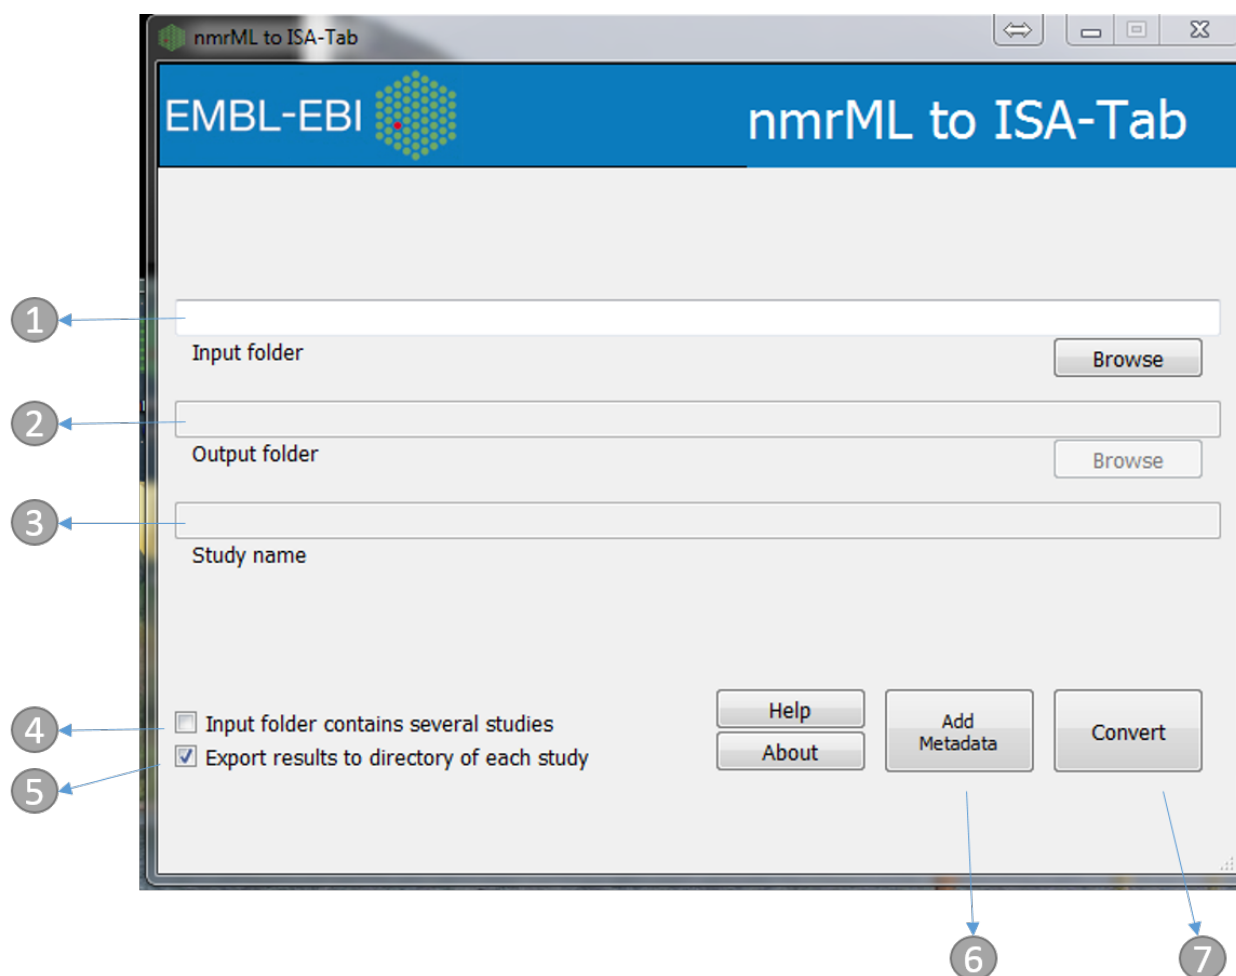 nmrML to ISA-Tab
EMBL-EBI
nmrML to ISA-Tab
1
Input folder
Browse
2
Output folder
Browse
3
Study name
4
Input folder contains several studies
5
Export results to directory of each study
Help
About
Add
Metadata
Convert
6
7